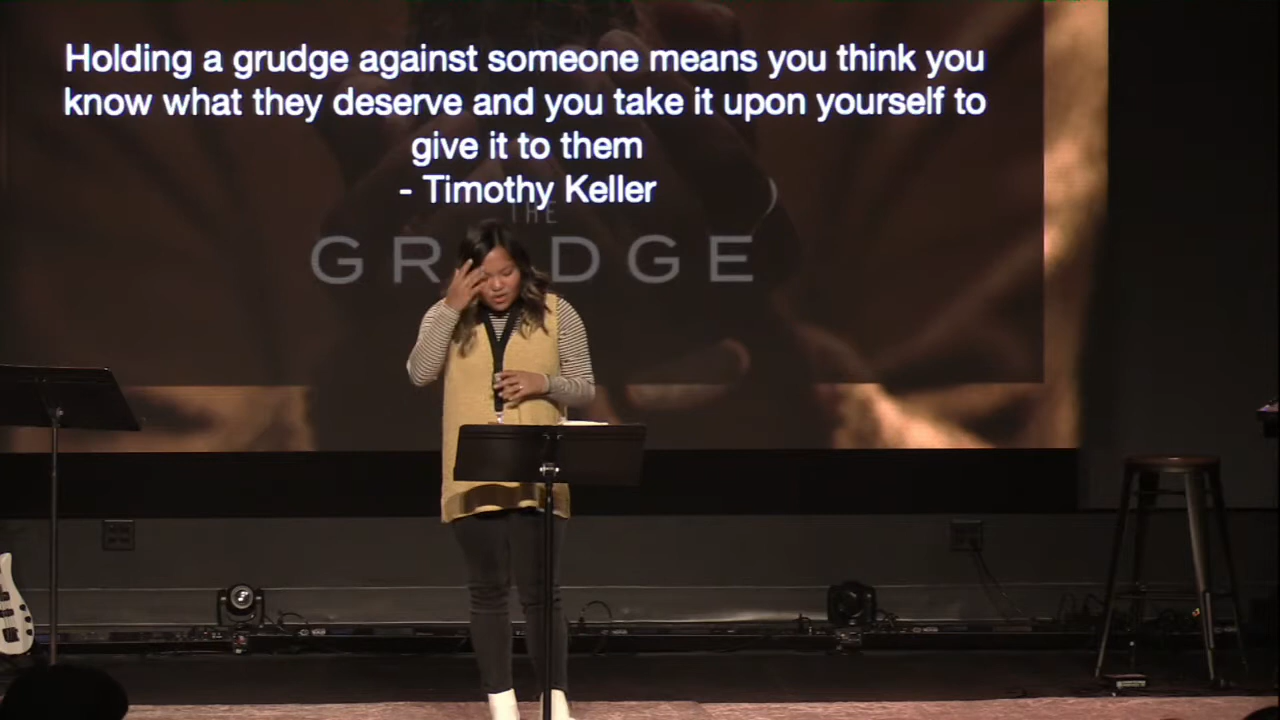 Holding a grudge against someone means you think you
know what they deserve and you take it upon yourself to
give it to them
- Timothy Keller
THE
GR DGE